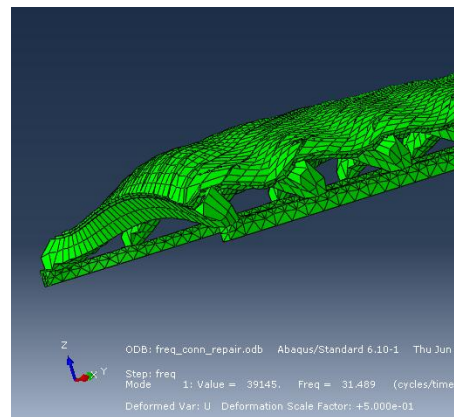 Z
Y
X
ODB: freq_conn_repair.odb Abaqus/Standard 6.10-1 Thu Jun
Step: freq
Mode 1: Value = 39145. Freq = 31.489 (cycles/time
Deformed Var: U Deformation Scale Factor: +5.000e-01